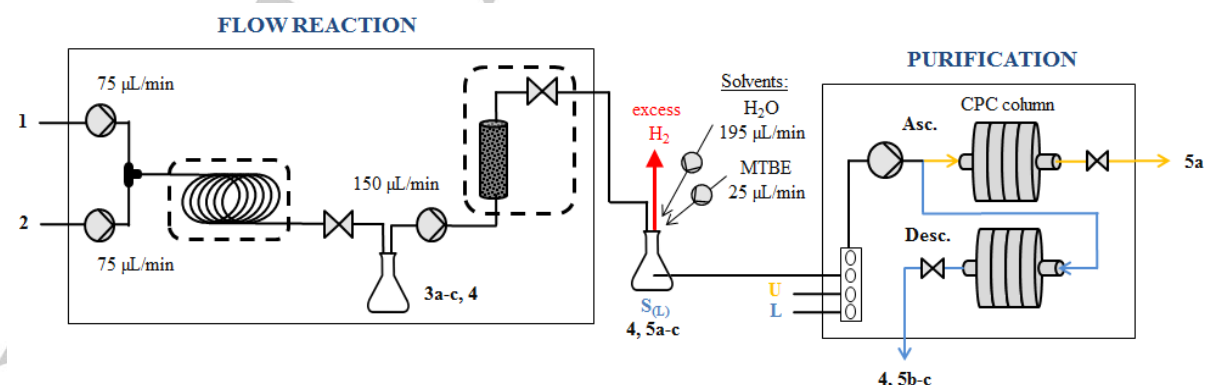 FLOW REACTION
75 µL/min
1
2
75 µL/min
150 µL/min
3a-c, 4
excess
H2
Solvents:
H2O
195 µL/min
MTBE
25 µL/min
S(L)
4, 5a-c
U
L
PURIFICATION
CPC column
Asc.
5a
Desc.
4, 5b-c